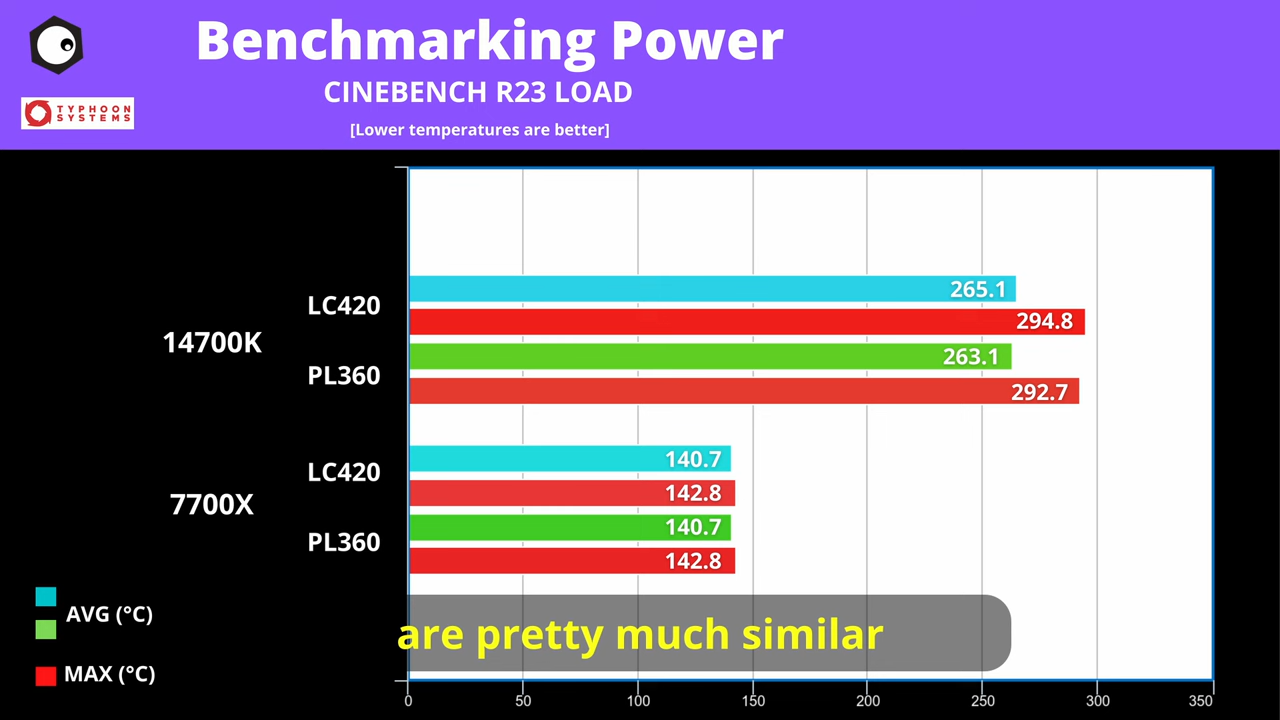 Benchmarking Power
CINEBENCH R23 LOAD
[Lower temperatures are better]
TYPHOON
SYSTEMS
14700K
LC420
265.1
294.8
PL360
263.1
292.7
7700X
LC420
140.7
142.8
PL360
140.7
142.8
AVG (°C)
MAX (°C)
are pretty much similar
0 50 100 150 200 250 300 350